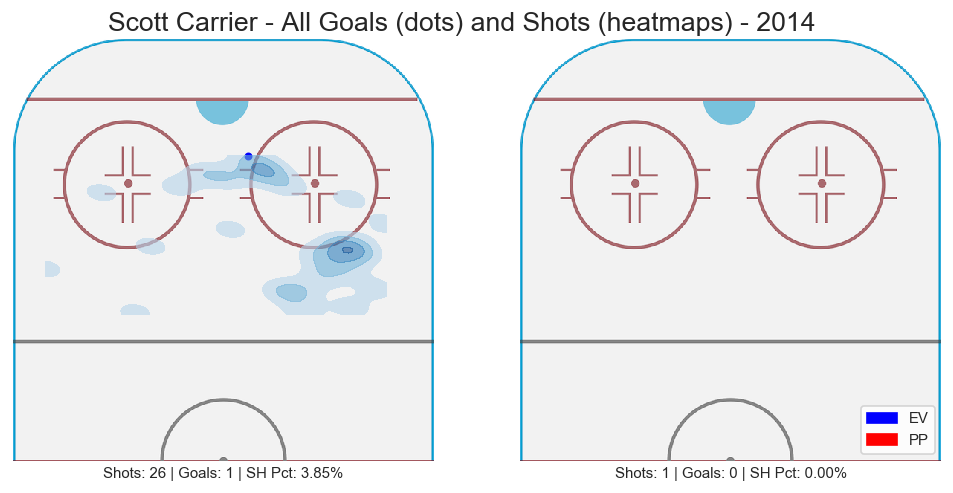 Scott Carrier - All Goals (dots) and Shots (heatmaps) - 2014
EV
PP
Shots: 26 | Goals: 1 | SH Pct: 3.85%
Shots: 1 | Goals: 0 | SH Pct: 0.00%